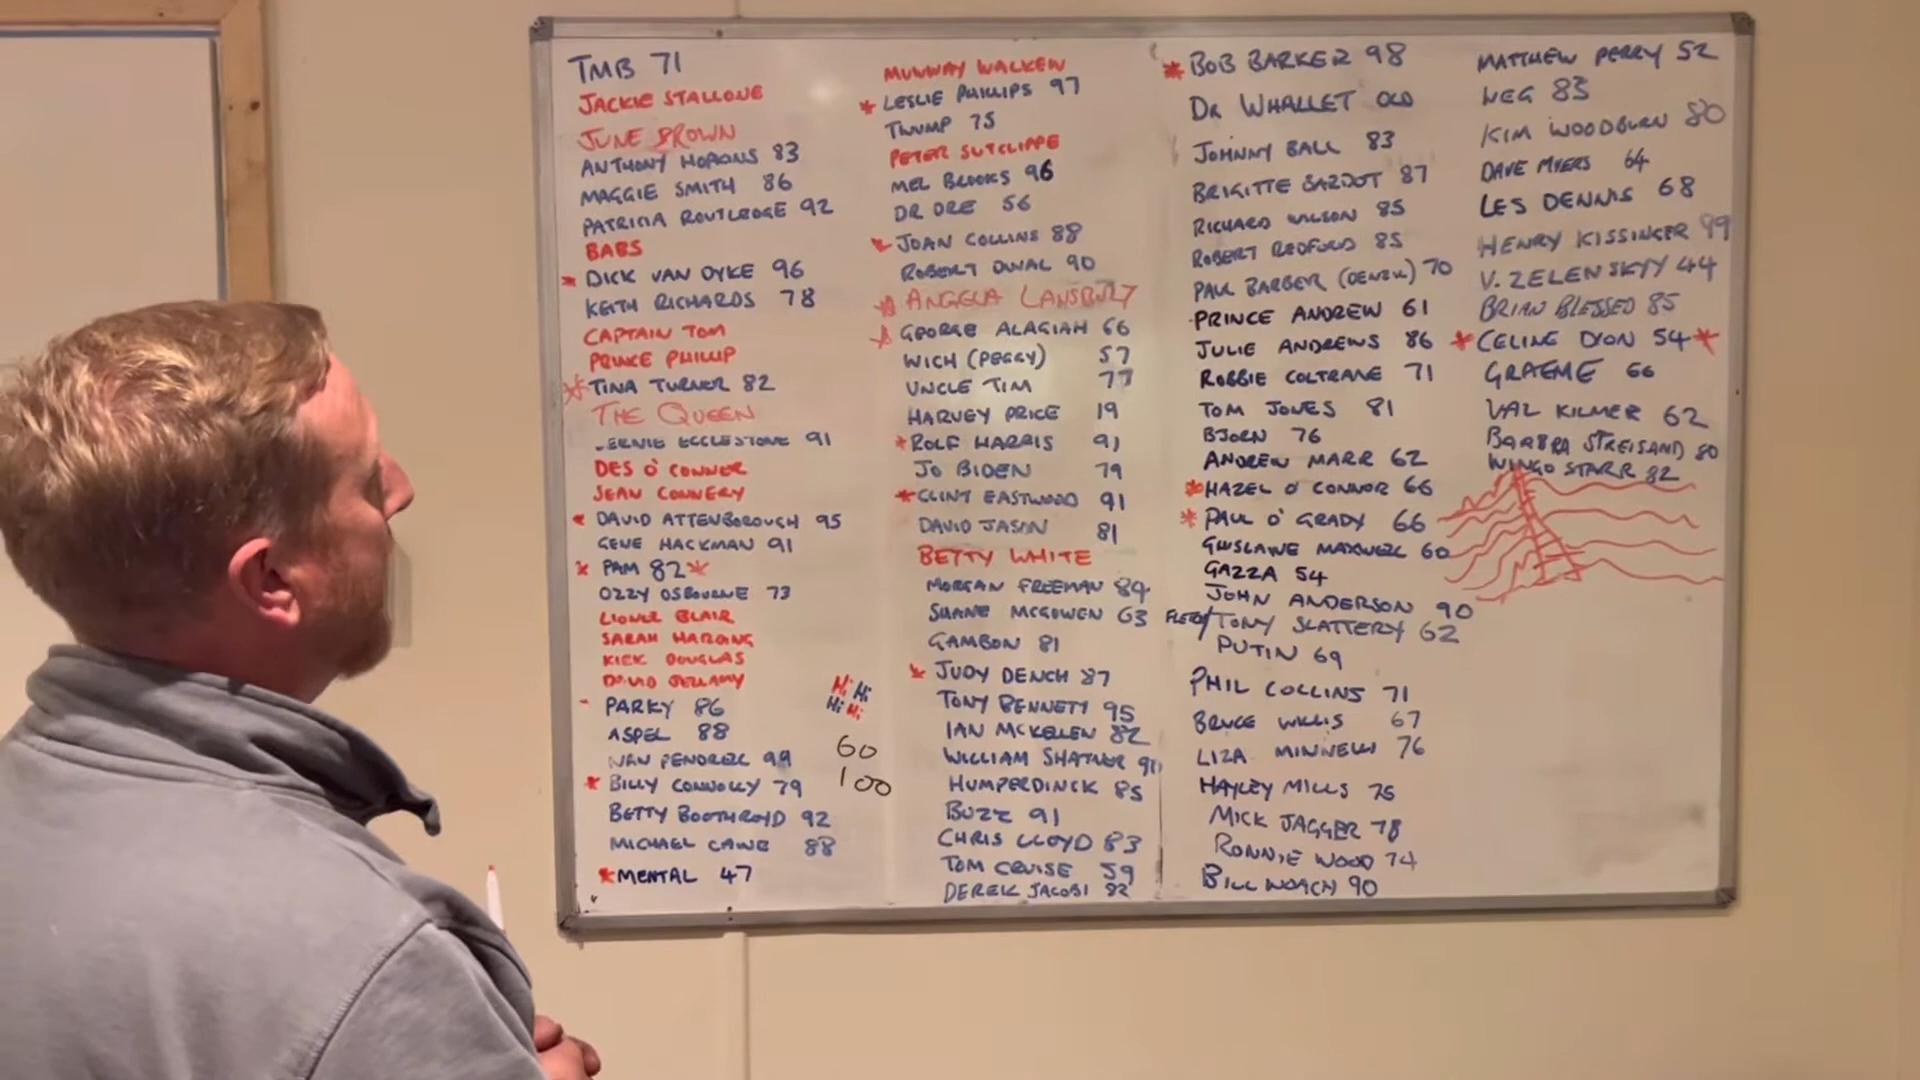 TMB 71
JACKIE STALLONE
JUNE BROWN
ANTHONY HOPKINS 83
MAGGIE SMITH 86
PATRICIA ROUTLEDGE 92
BABS
* DICK VAN DYKE 96
KEITH RICHARDS 78
CAPTAIN TOM
PRINCE PHILLIP
* TINA TURNER 82
THE QUEEN
BERNIE ECCLESTONE 91
DES O'CONNOR
SEAN CONNERY
* DAVID ATTENBOROUGH 95
GENE HACKMAN 91
* PAM 82 *
OZZY OSBOURNE 73
LIONEL BLAIR
SARAH HARDING
KIRK DOUGLAS
DAVID BELLAMY
- PARKY 86
ASPEL 88
99
* BILLY CONNOLLY 79
BETTY BOOTHROYD 92
MICHAEL CAINE 88
* MENTAL 47
Hi Hi
Hi Hi
60
100
MUNWAY WALKEN
* LESLIE PHILLIPS 97
TWUMP 75
PETER SUTCLIFFE
MEL BROOKS 96
DR DRE 56
* JOAN COLLINS 88
ROBERT DUVAL 90
* ANGELA LANSBURY
* GEORGE ALAGIAH 66
WICH (PEGGY) 57
UNCLE TIM 77
HARVEY PRICE 19
* ROLF HARRIS 91
JO BIDEN 79
* CLINT EASTWOOD 91
DAVID JASON 81
BETTY WHITE
MORGAN FREEMAN 84
SHANE MCGOWEN 63
GAMBON 81
* JUDY DENCH 87
TONY BENNETT 95
IAN MCKELLEN 82
WILLIAM SHATNER 90
HUMPERDINCK 85
BUZZ 91
CHRIS LLOYD 83
TOM CRUISE 59
DEREK JACOBI 82
* BOB BARKER 98
DR WHALLET OLD
JOHNNY BALL 83
BRIGITTE BARDOT 87
RICHARD WILSON 85
ROBERT REDFORD 85
PAUL BARBER (DENZIL) 70
PRINCE ANDREW 61
JULIE ANDREWS 86
ROBBIE COLTRANE 71
TOM JONES 81
BJORN 76
ANDREW MARR 62
* HAZEL O'CONNOR 66
* PAUL O'GRADY 66
GHISLAINE MAXWELL 60
GAZZA 54
JOHN ANDERSON 90
TONY SLATTERY 62
PUTIN 69
PHIL COLLINS 71
BRUCE WILLIS 67
LIZA MINNELLI 76
HAYLEY MILLS 75
MICK JAGGER 78
RONNIE WOOD 74
BILL ROACH 90
MATTHEW PERRY 52
NEG 83
KIM WOODBURN 80
DAVE MYERS 64
LES DENNIS 68
HENRY KISSINGER 99
V. ZELENSKYY 44
BRIAN BLESSED 85
* CELINE DION 54 *
GRAEME 66
VAL KILMER 62
BARBRA STREISAND 80
WINGO STARR 82